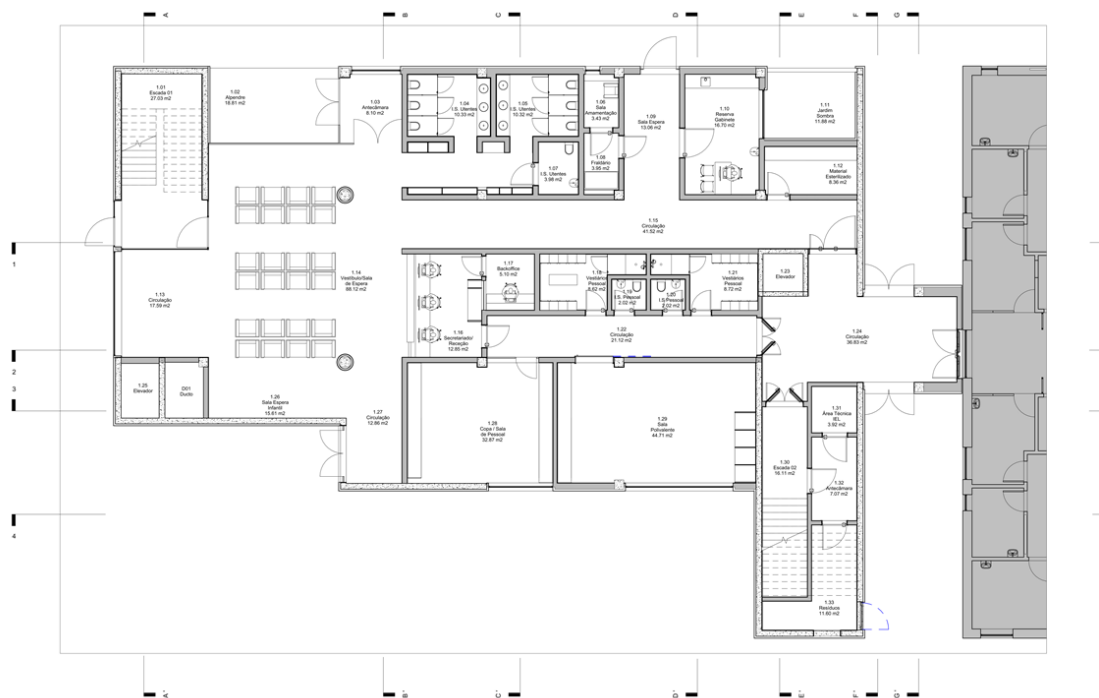 A
B
C
D
E
F
G
1.01
Escada 01
27.03 m2
1.02
Alpendre
18.81 m2
1.03
Antecâmara
8.10 m2
1.04
I.S. Utentes
10.33 m2
1.05
I.S. Utentes
10.32 m2
1.06
Sala
Amamentação
3.43 m2
1.07
I.S. Utentes
3.98 m2
1.08
Fraldário
3.95 m2
1.09
Sala Espera
13.06 m2
1.10
Reserva
Gabinete
16.70 m2
1.11
Jardim
Sombra
11.88 m2
1.12
Material
Esterilizado
8.36 m2
1.15
Circulação
41.52 m2
1
1.13
Circulação
17.59 m2
1.14
Vestíbulo/Sala
de Espera
88.12 m2
1.17
Backoffice
5.10 m2
1.18
Vestiário
Pessoal
8.62 m2
1.19
I.S. Pessoal
2.02 m2
1.20
I.S. Pessoal
2.02 m2
1.21
Vestiários
Pessoal
8.72 m2
1.23
Elevador
1.16
Secretariado/
Receção
12.85 m2
1.22
Circulação
21.12 m2
1.24
Circulação
39.83 m2
2
3
1.25
Elevador
D01
Ducto
1.26
Sala Espera
Infantil
15.61 m2
1.27
Circulação
12.86 m2
1.28
Copa / Sala
de Pessoal
32.87 m2
1.29
Sala
Polivalente
44.71 m2
1.31
Área Técnica
IEL
3.92 m2
1.30
Escada 02
16.11 m2
1.32
Antecâmara
7.07 m2
4
1.33
Resíduos
11.60 m2
A'
B'
C'
D'
E'
F'
G'